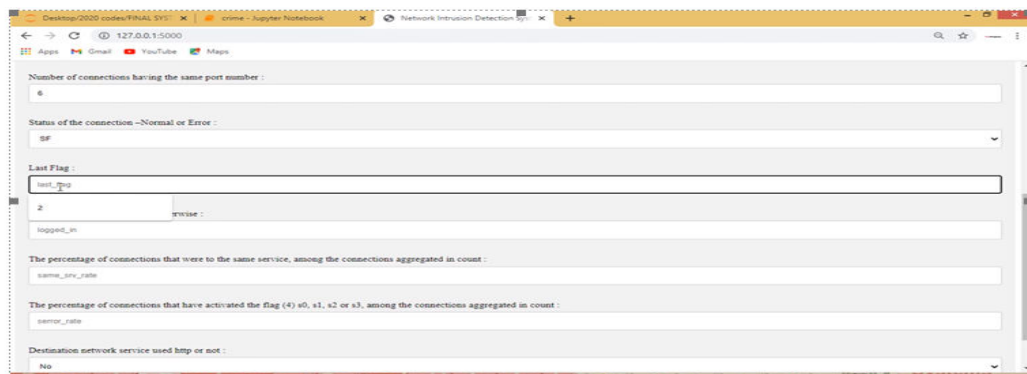 Desktop/2020 codes/FINAL SYS
crime - Jupyter Notebook
Network Intrusion Detection Sy
127.0.0.1:5000
Apps
Gmail
YouTube
Maps
Number of connections having the same port number :
6
Status of the connection –Normal or Error :
SF
Last Flag :
last_flag
2
erwise :
logged_in
The percentage of connections that were to the same service, among the connections aggregated in count :
same_srv_rate
The percentage of connections that have activated the flag (4) s0, s1, s2 or s3, among the connections aggregated in count :
serror_rate
Destination network service used http or not :
No